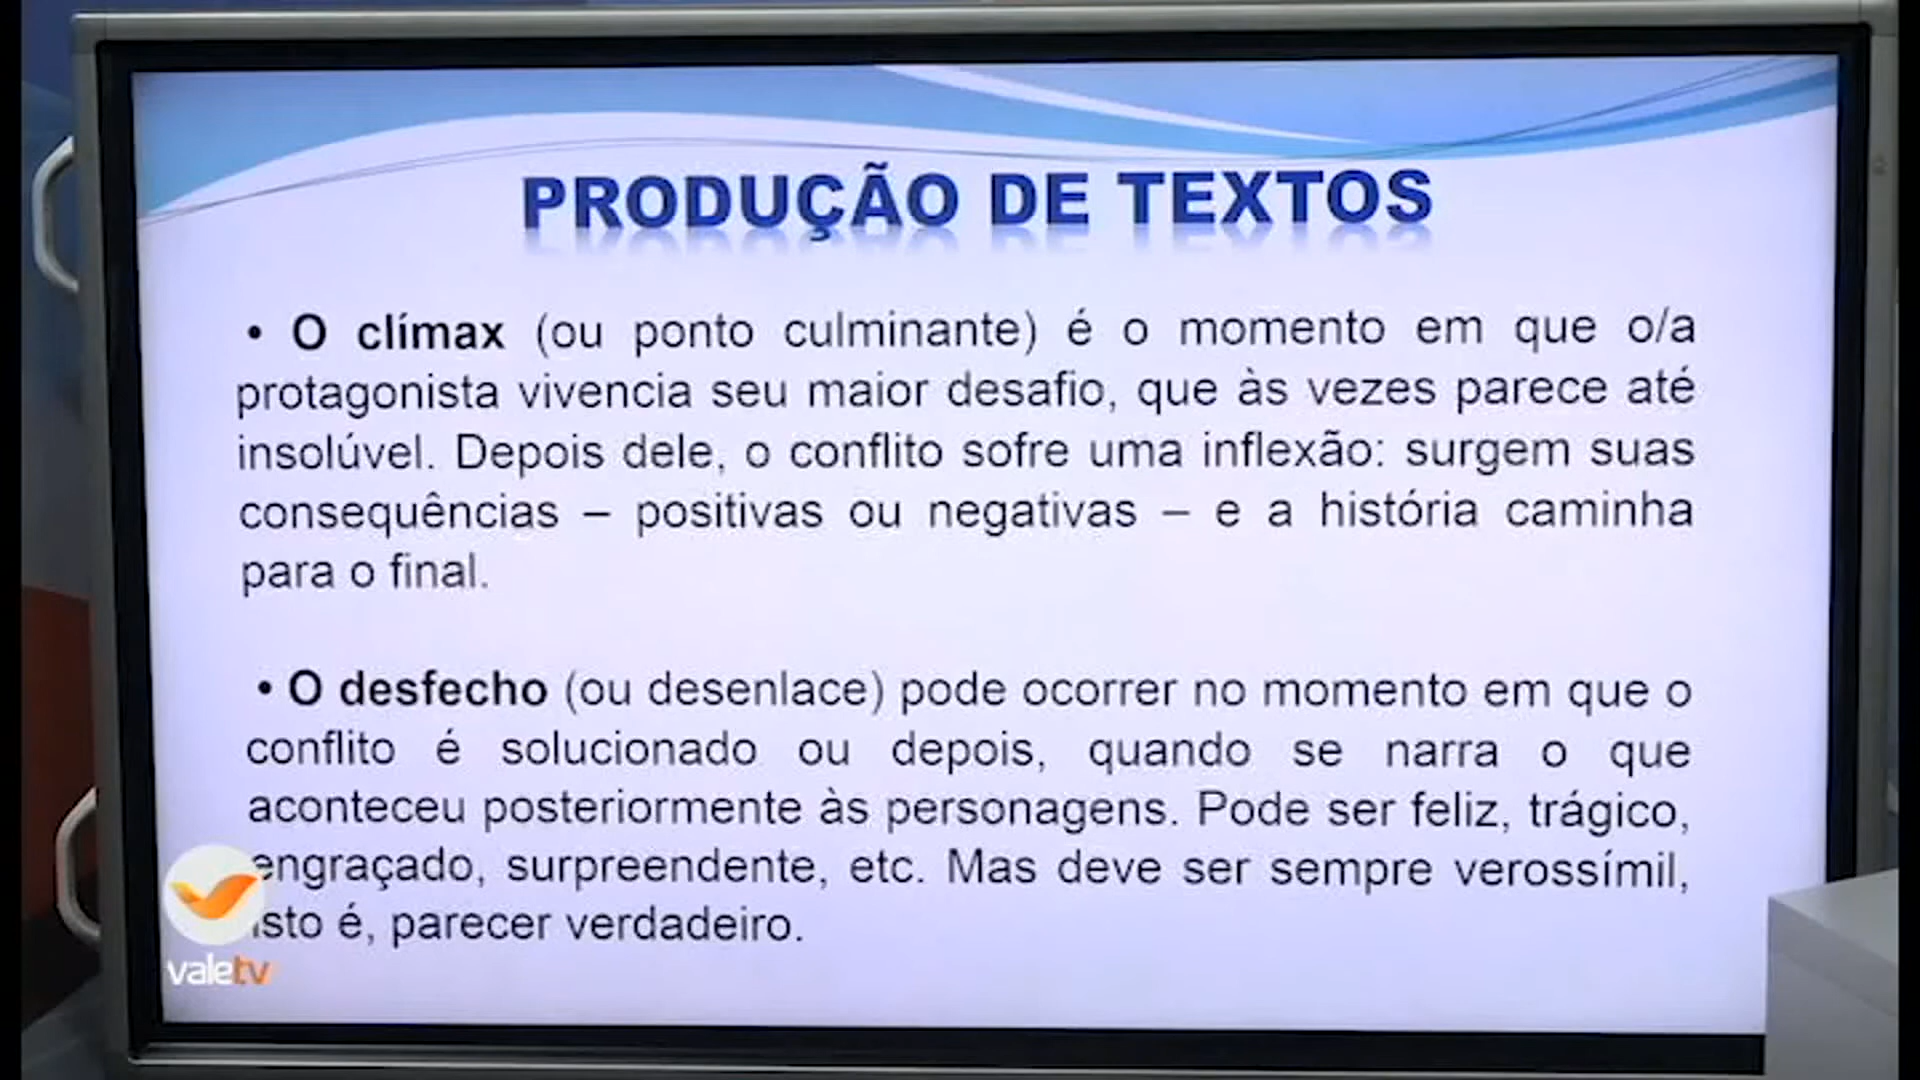 PRODUÇÃO DE TEXTOS
• O clímax (ou ponto culminante) é o momento em que o/a
protagonista vivencia seu maior desafio, que às vezes parece até
insolúvel. Depois dele, o conflito sofre uma inflexão: surgem suas
consequências – positivas ou negativas – e a história caminha
para o final.
• O desfecho (ou desenlace) pode ocorrer no momento em que o
conflito é solucionado ou depois, quando se narra o que
aconteceu posteriormente às personagens. Pode ser feliz, trágico,
engraçado, surpreendente, etc. Mas deve ser sempre verossímil,
isto é, parecer verdadeiro.
valetv